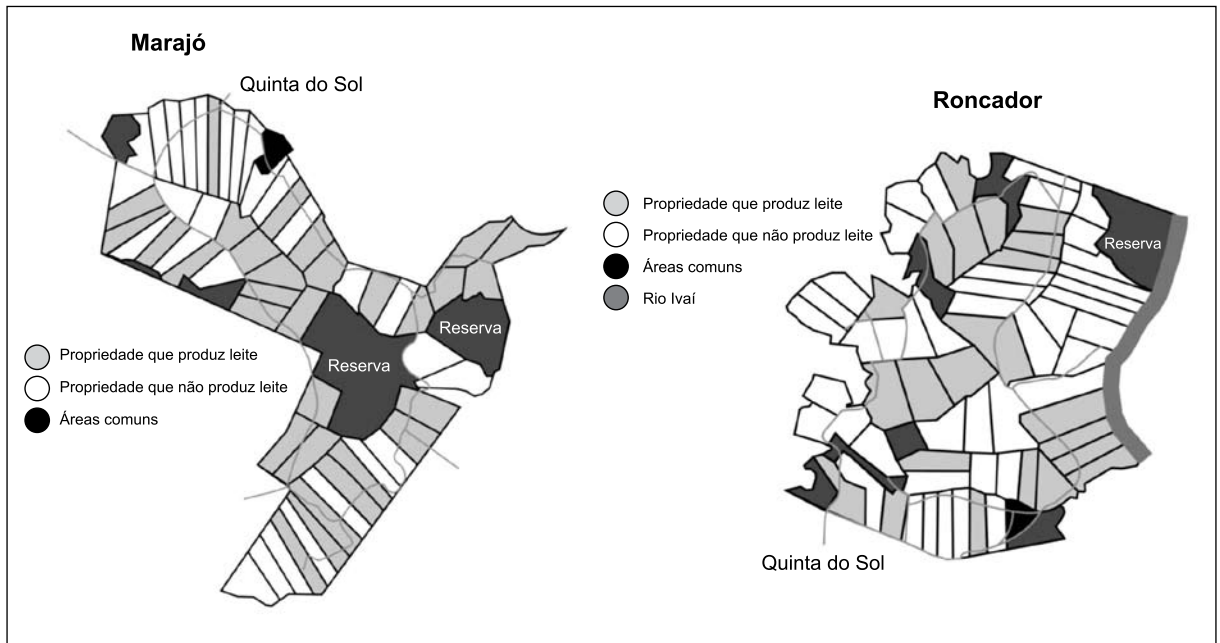 Marajó
Quinta do Sol
Reserva
Reserva
Propriedade que produz leite
Propriedade que não produz leite
Áreas comuns
Roncador
Propriedade que produz leite
Propriedade que não produz leite
Áreas comuns
Rio Ivaí
Reserva
Quinta do Sol